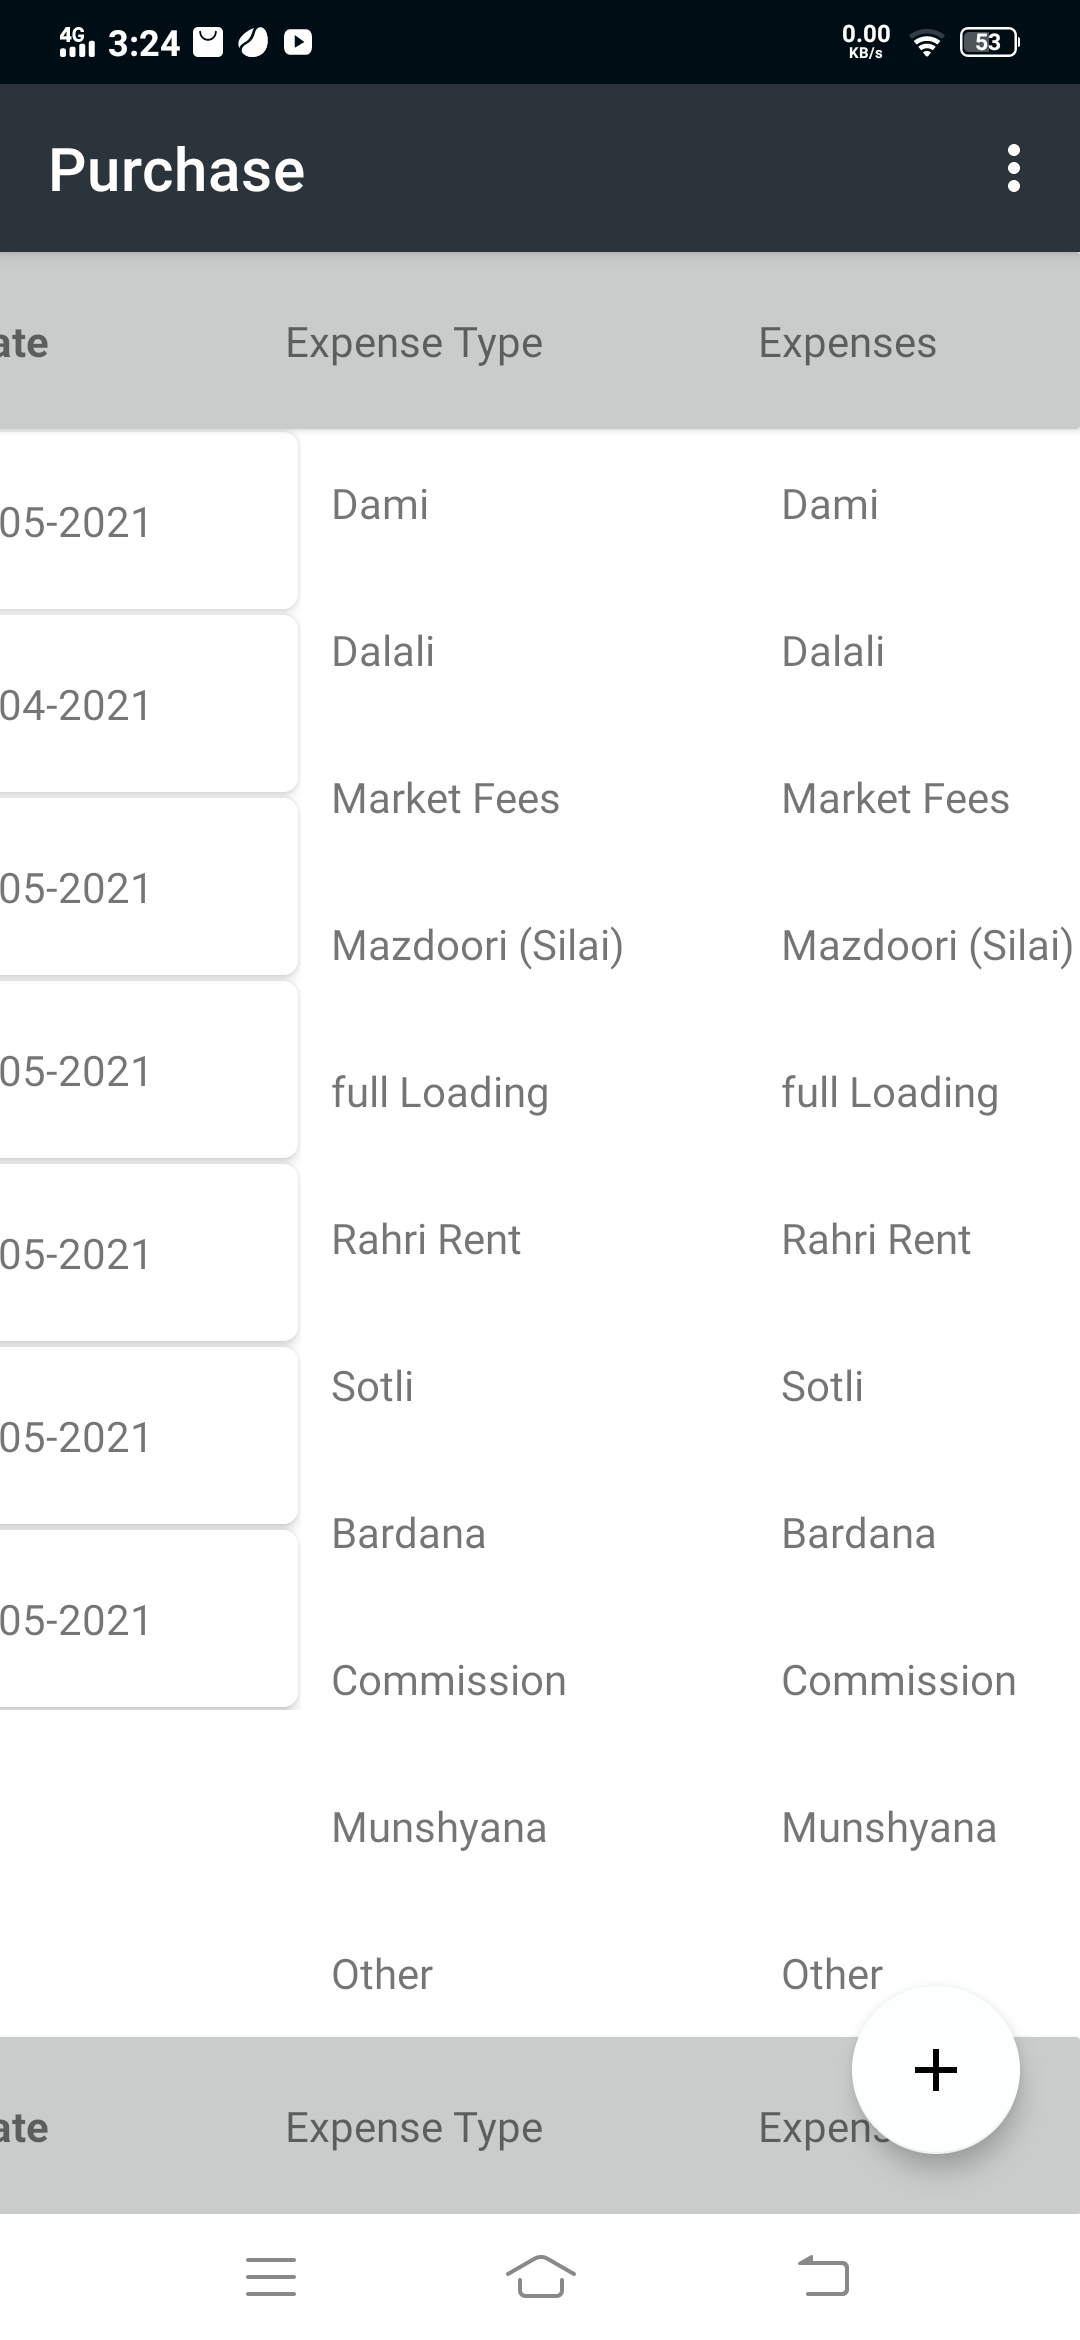 4G 3:24 0.00 KB/s 53
Purchase
ate Expense Type Expenses
05-2021
Dami Dami
Dalali Dalali
04-2021
Market Fees Market Fees
05-2021
Mazdoori (Silai) Mazdoori (Silai)
05-2021
full Loading full Loading
Rahri Rent Rahri Rent
05-2021
Sotli Sotli
05-2021
Bardana Bardana
05-2021
Commission Commission
Munshyana Munshyana
Other Other
ate Expense Type Expens